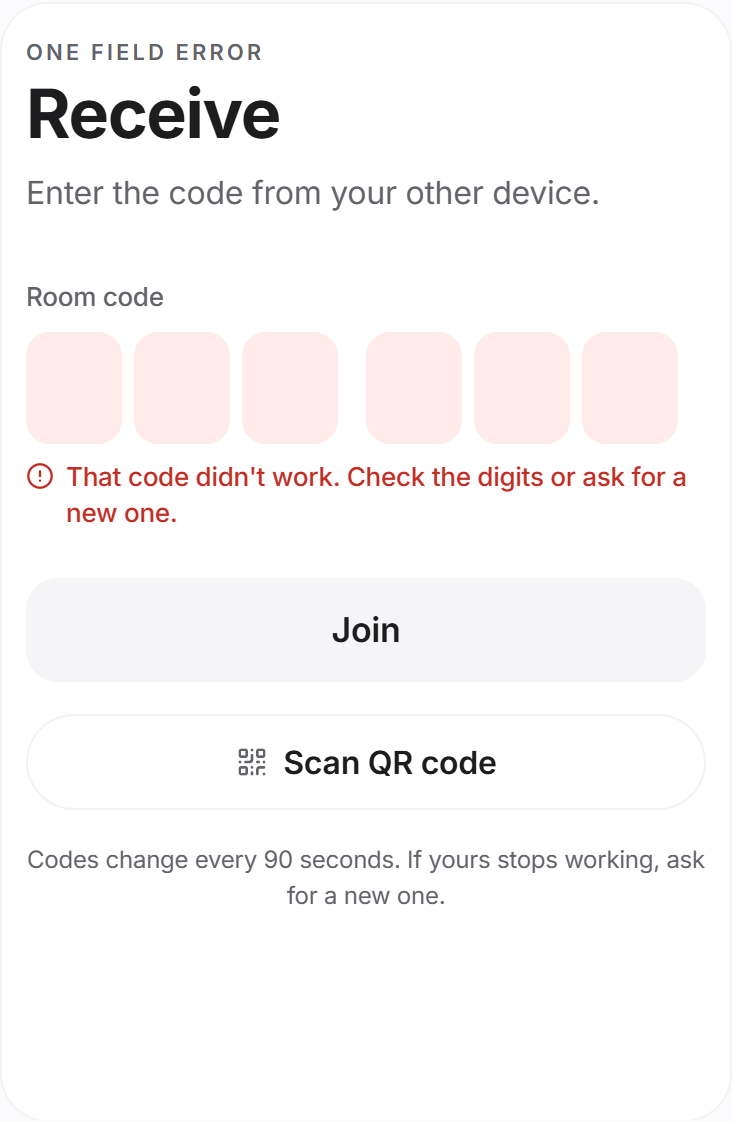 ONE FIELD ERROR
Receive
Enter the code from your other device.
Room code
That code didn't work. Check the digits or ask for a
new one.
Join
Scan QR code
Codes change every 90 seconds. If yours stops working, ask
for a new one.